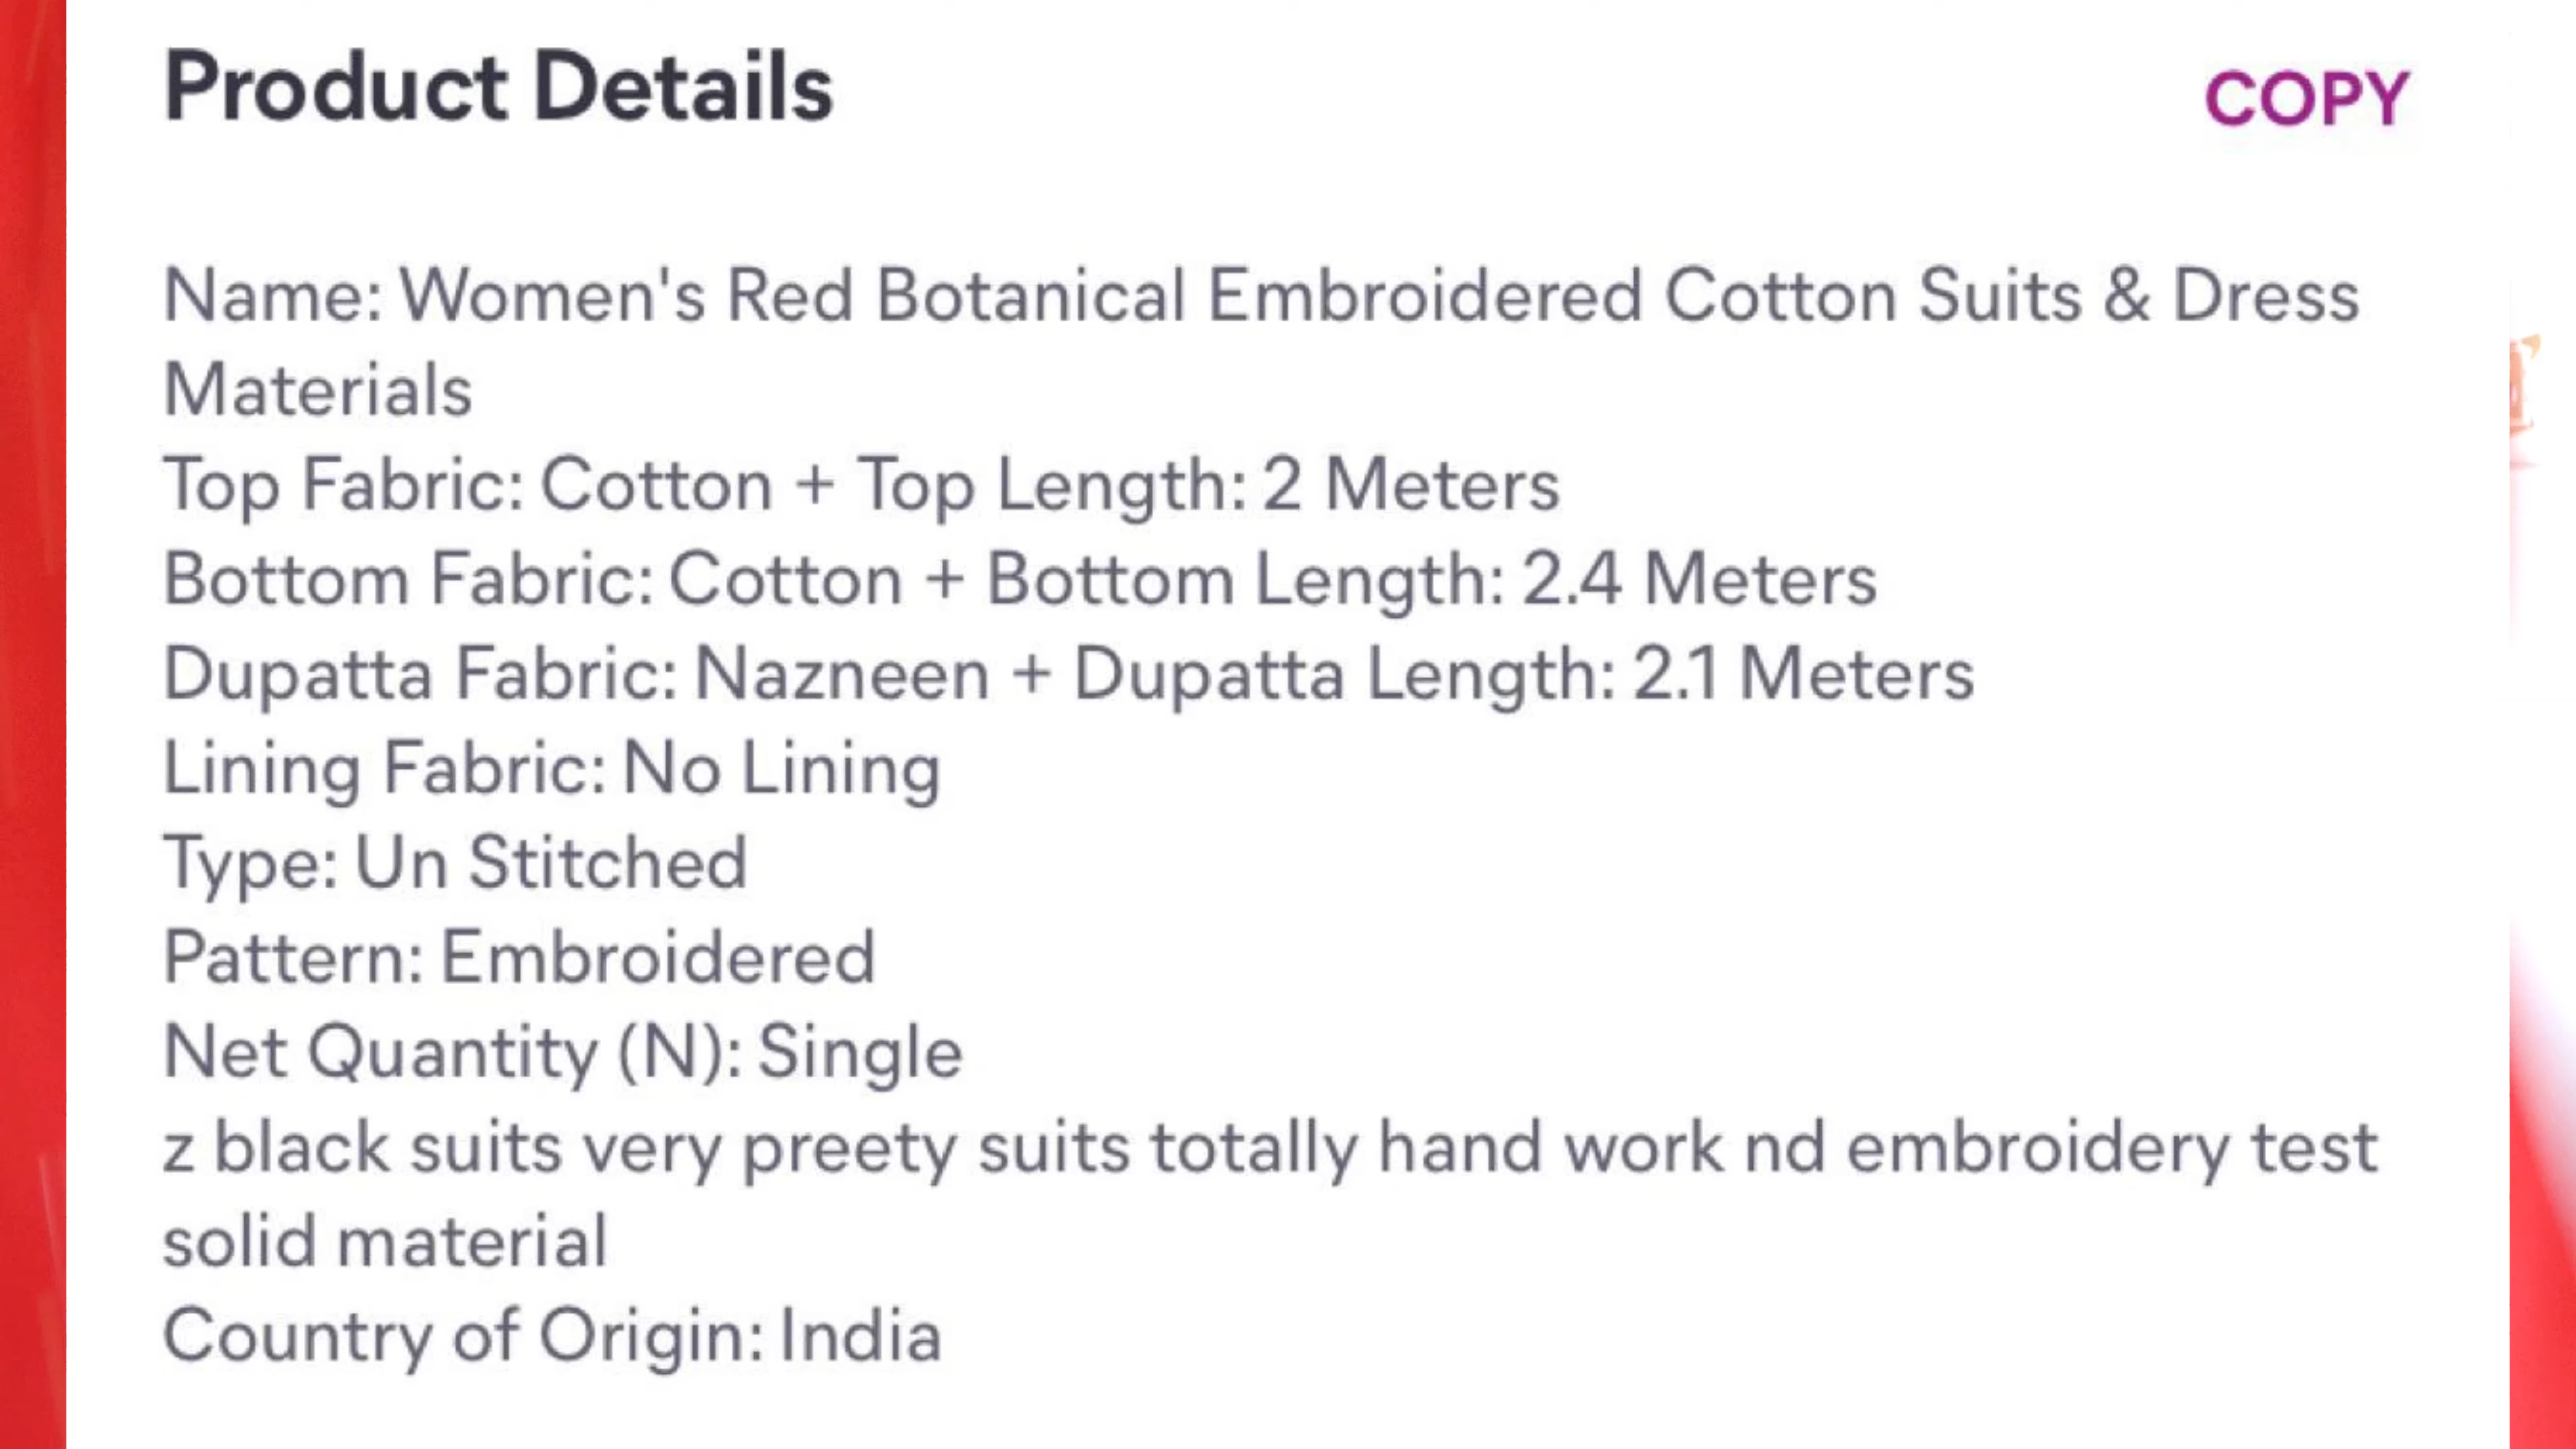 Product Details
COPY
Name: Women's Red Botanical Embroidered Cotton Suits & Dress
Materials
Top Fabric: Cotton + Top Length: 2 Meters
Bottom Fabric: Cotton + Bottom Length: 2.4 Meters
Dupatta Fabric: Nazneen + Dupatta Length: 2.1 Meters
Lining Fabric: No Lining
Type: Un Stitched
Pattern: Embroidered
Net Quantity (N): Single
z black suits very preety suits totally hand work nd embroidery test
solid material
Country of Origin: India